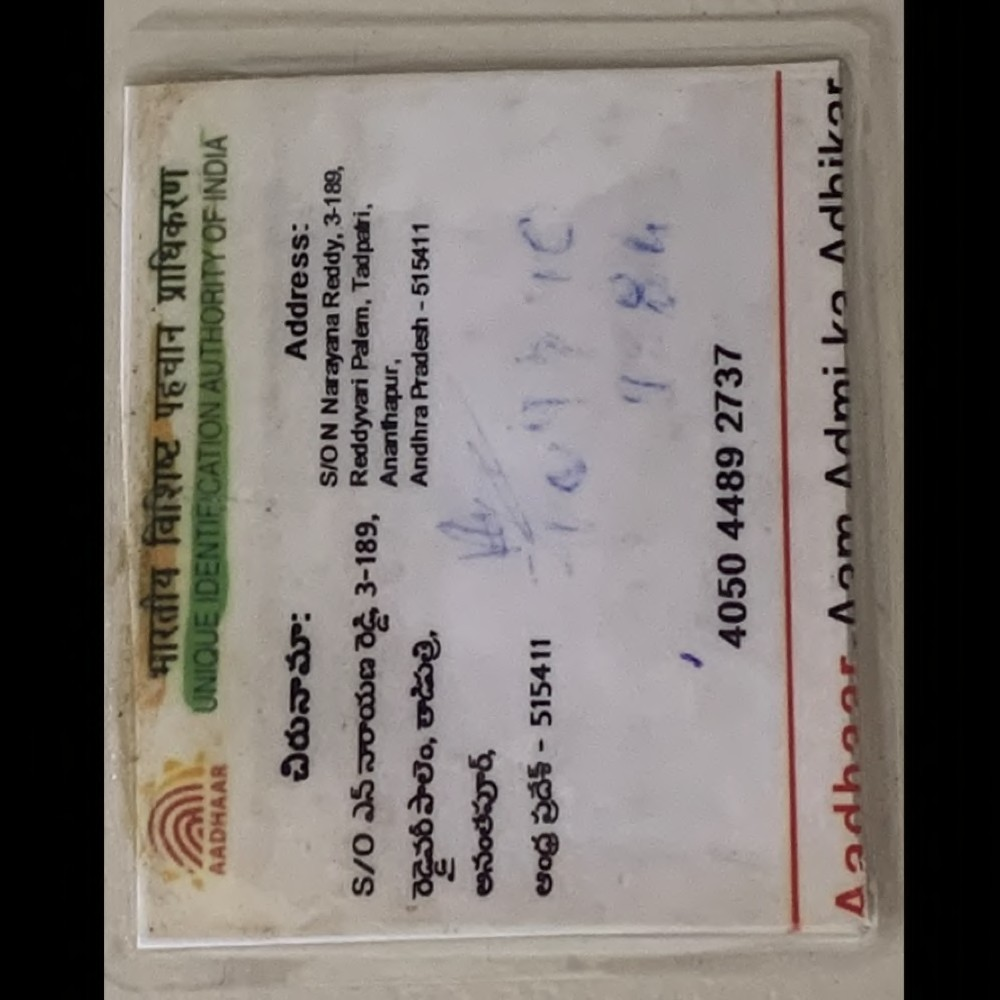 भारतीय विशिष्ट पहचान प्राधिकरण
UNIQUE IDENTIFICATION AUTHORITY OF INDIA
AADHAAR
చిరునామా:
S/O ఎన్ నారాయణ రెడ్డి, 3-189,
రెడ్డివారి పాలెం, తాడిపత్రి,
అనంతపూర్,
ఆంధ్ర ప్రదేశ్ - 515411
Address:
S/O N Narayana Reddy, 3-189,
Reddyvari Palem, Tadpatri,
Ananthapur,
Andhra Pradesh - 515411
4050 4489 2737
Aadhaar-Aam Admi ka Adhikar